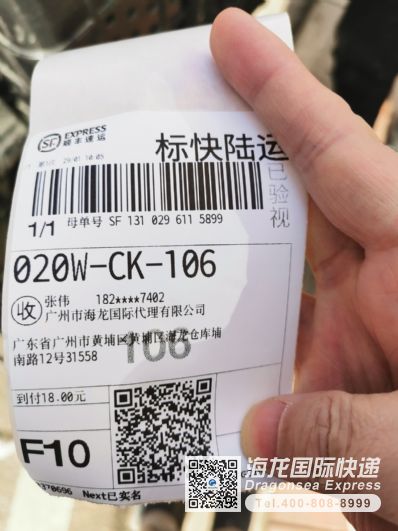 SF EXPRESS
顺丰速运
标快陆运
已验视
1/1 母单号 SF 131 029 611 5899
020W-CK-106
收 张伟 182****7402
广州市海龙国际代理有限公司
106
广东省广州市黄埔区黄埔区海龙仓库埔
南路12号31558
到付18.00元
F10
Next已实名
海龙国际快递
Dragonsea Express
Tel.400-808-8999